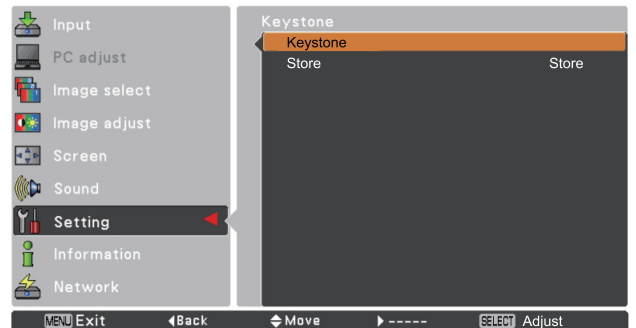 Input
PC adjust
Image select
Image adjust
Screen
Sound
Setting
Information
Network
Keystone
Keystone
Store Store
MENU Exit ◀Back Move ▶ ----- SELECT Adjust